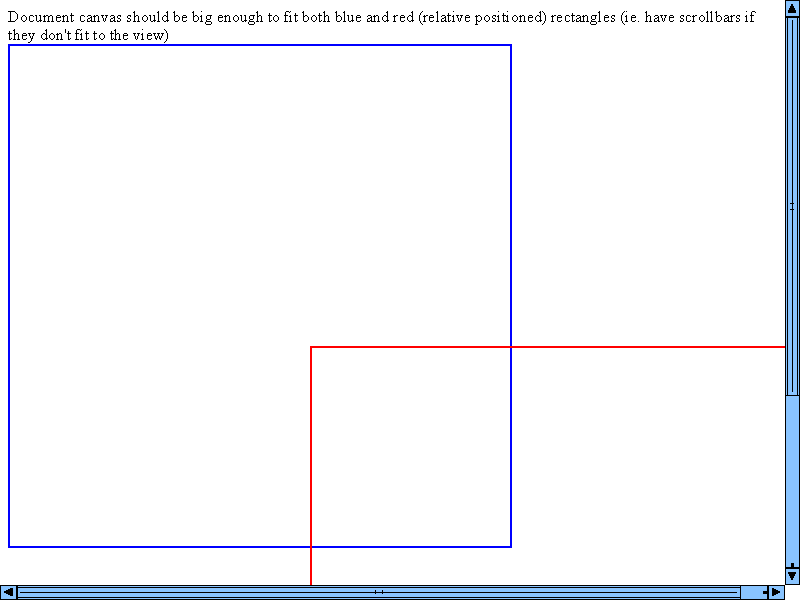 Document canvas should be big enough to fit both blue and red (relative positioned) rectangles (ie. have scrollbars if
they don't fit to the view)